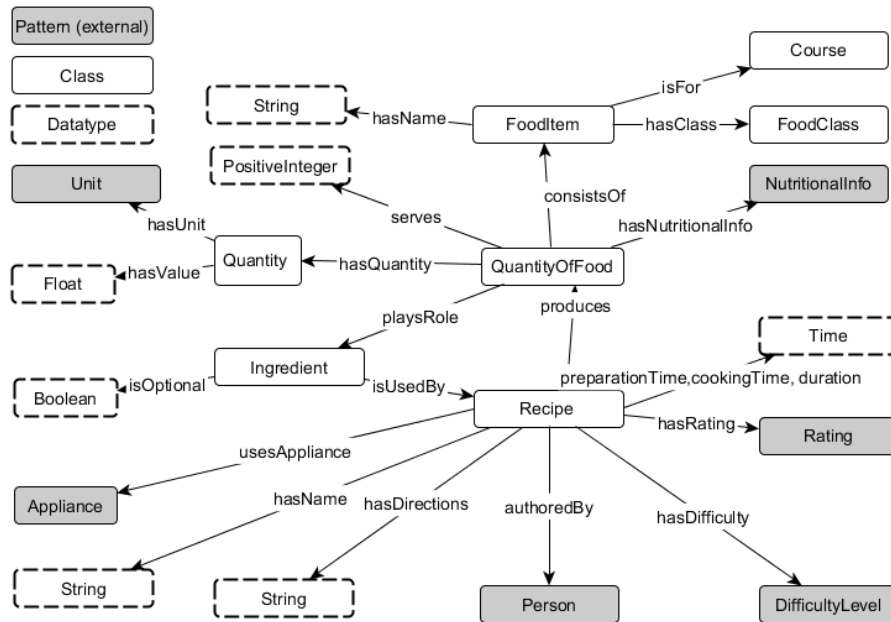 Pattern (external)
Class
Datatype
Course
isFor
String
hasName
FoodItem
hasClass
FoodClass
PositiveInteger
Unit
consistsOf
NutritionalInfo
serves
hasNutritionalInfo
hasUnit
Quantity
hasQuantity
QuantityOfFood
hasValue
Float
produces
playsRole
Time
Ingredient
isOptional
isUsedBy
preparationTime,cookingTime, duration
Boolean
Recipe
hasRating
Rating
usesAppliance
Appliance
hasName
hasDirections
authoredBy
hasDifficulty
String
String
Person
DifficultyLevel